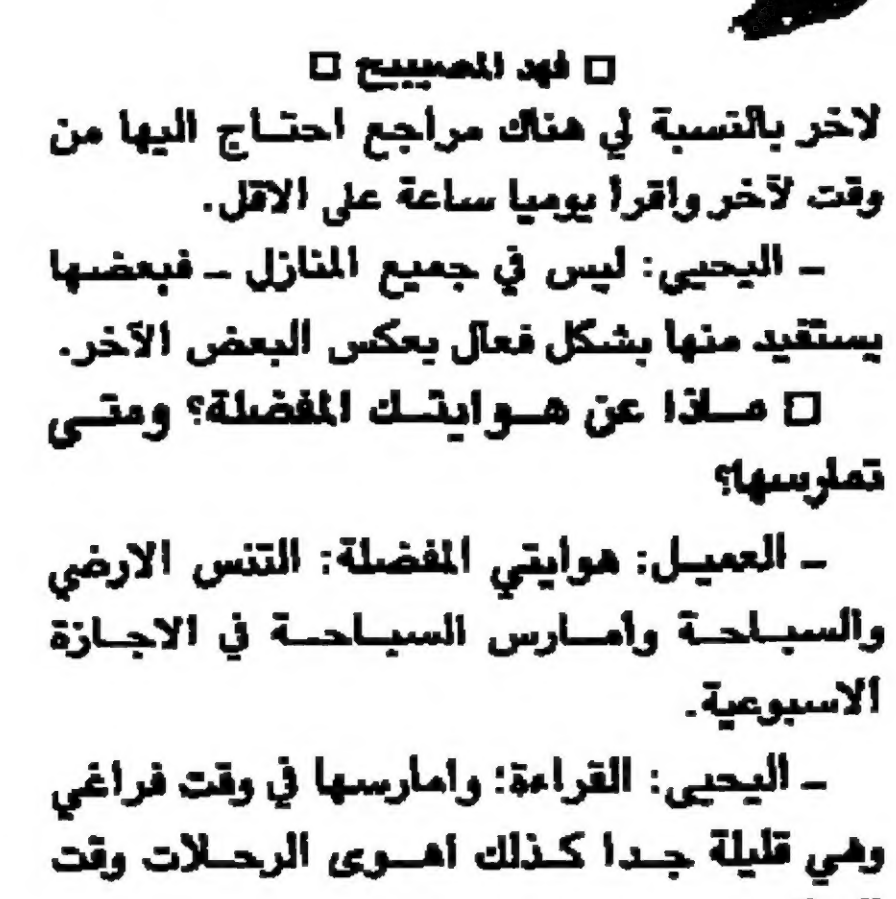 □ فهد المصيبيح □
لاخر بالنسبة لي هناك مراجع احتاج اليها من
وقت لآخر واقرأ يوميا ساعة على الاقل.
ـ اليحيى: ليس في جميع المنازل ـ فبعضها
يستفيد منها بشكل فعال بعكس البعض الآخر.
□ ماذا عن هوايتك المفضلة؟ ومتى
تمارسها؟
ـ العميل: هوايتي المفضلة: التنس الارضي
والسباحة وامارس السباحة في الاجازة
الاسبوعية.
ـ اليحيى: القراءة: وامارسها في وقت فراغي
وهي قليلة جدا كذلك اهوى الرحلات وقت